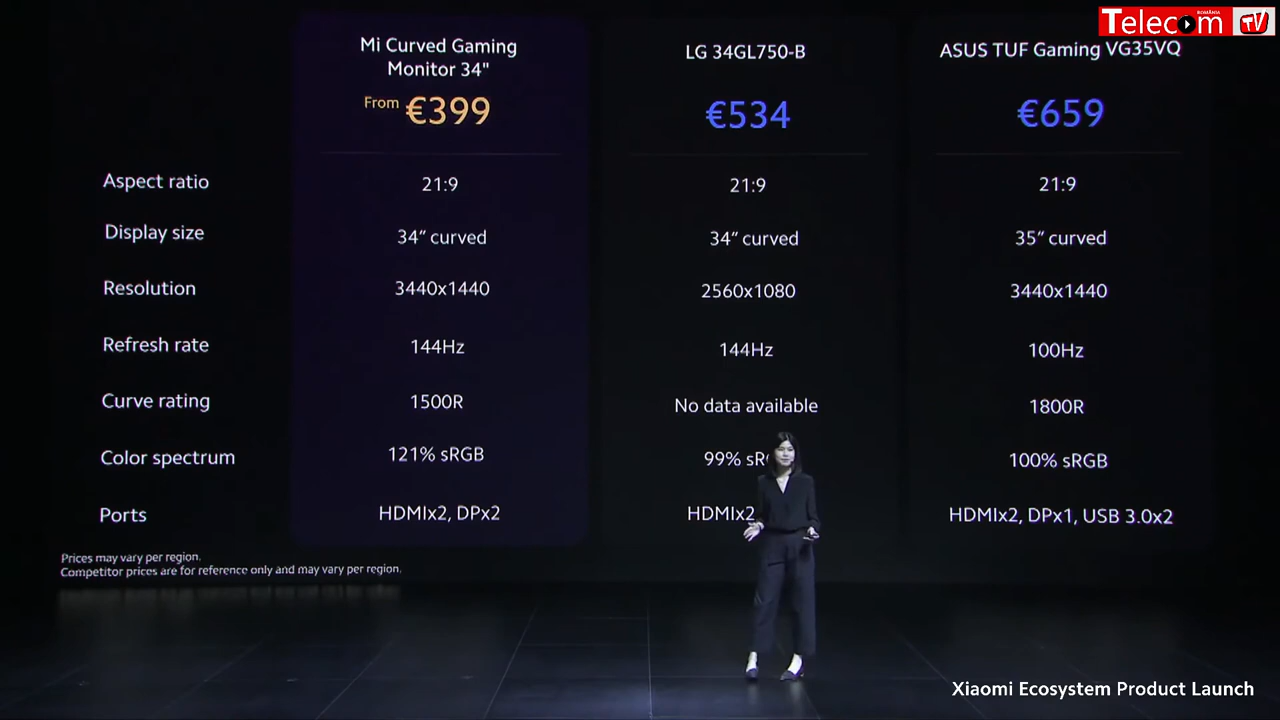 Telecom
ROMÂNIA
TV
Mi Curved Gaming
Monitor 34"
From €399
LG 34GL750-B
€534
ASUS TUF Gaming VG35VQ
€659
Aspect ratio 21:9 21:9 21:9
Display size 34” curved 34” curved 35” curved
Resolution 3440x1440 2560x1080 3440x1440
Refresh rate 144Hz 144Hz 100Hz
Curve rating 1500R No data available 1800R
Color spectrum 121% sRGB 99% 100% sRGB
Ports HDMIx2, DPx2 HDMIx2 HDMIx2, DPx1, USB 3.0x2
Prices may vary per region.
Competitor prices are for reference only and may vary per region.
Xiaomi Ecosystem Product Launch